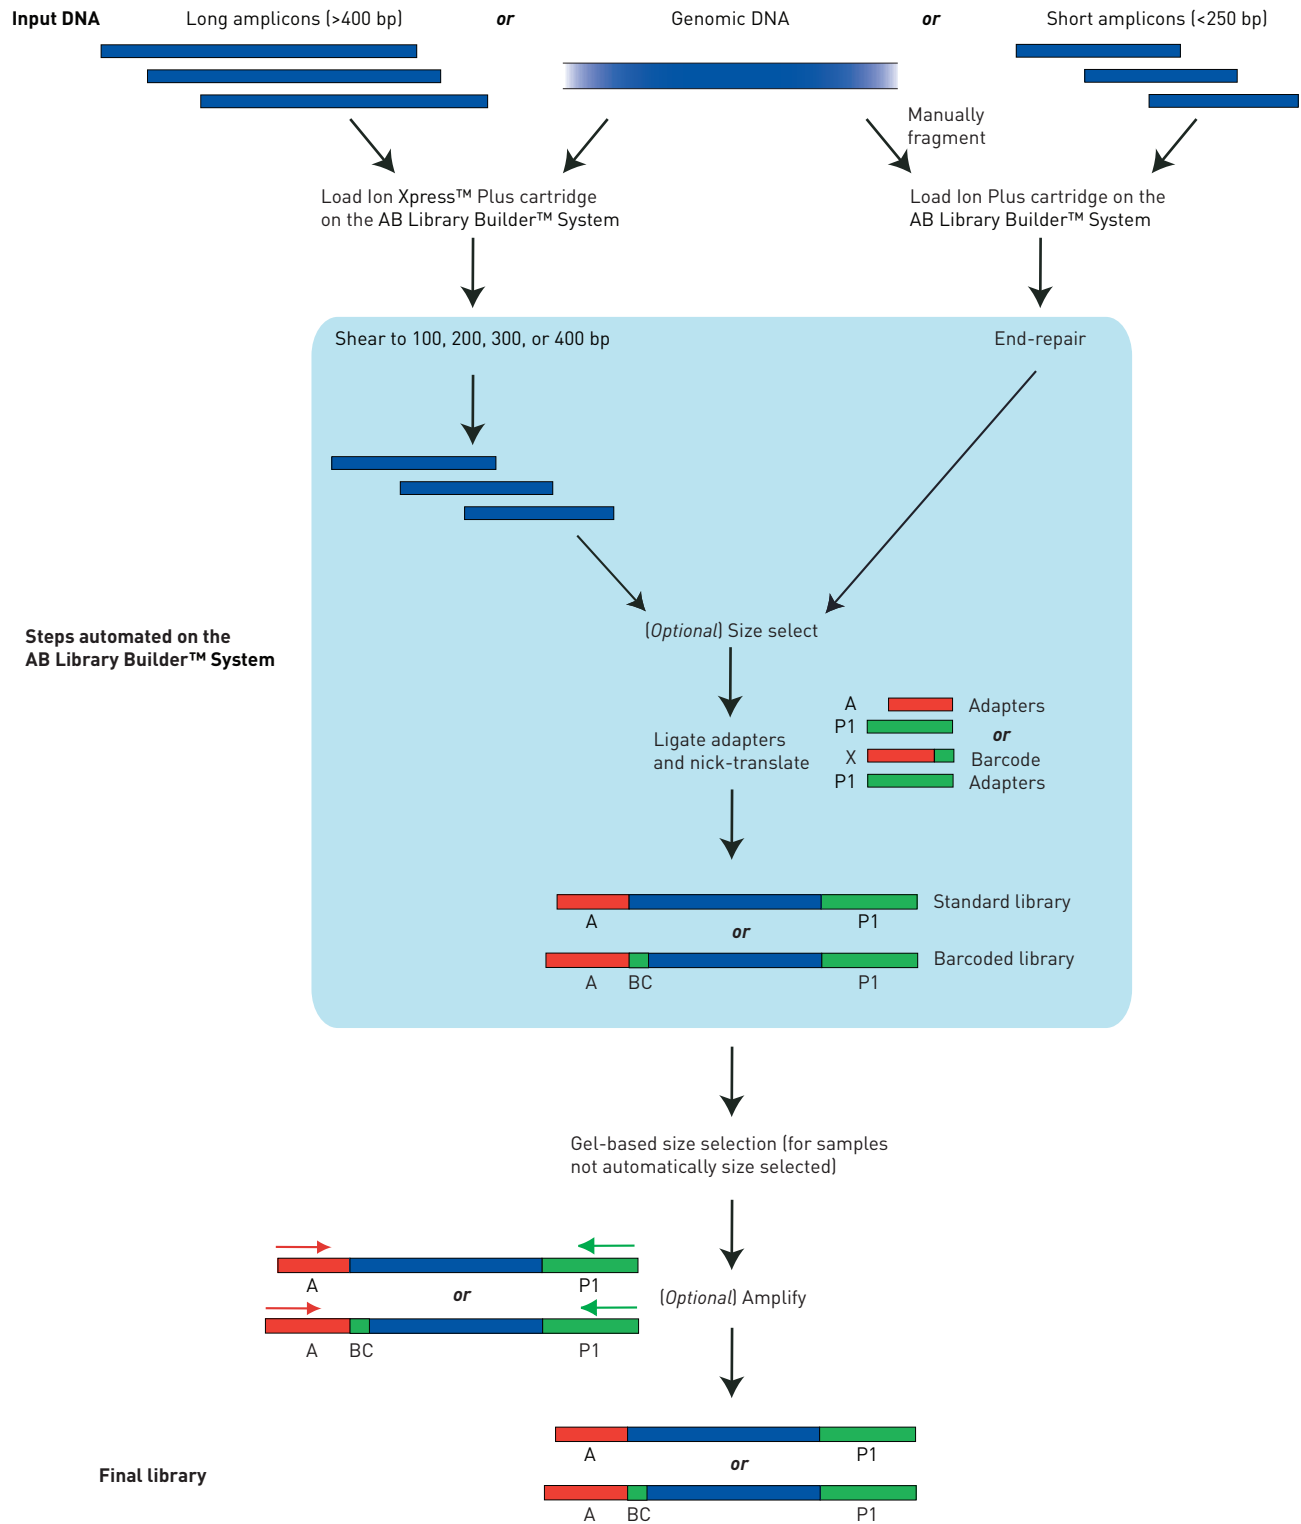 Input DNA
Long amplicons (>400 bp)
or
Genomic DNA
or
Short amplicons (<250 bp)
Manually
fragment
Load Ion Xpress™ Plus cartridge
on the AB Library Builder™ System
Load Ion Plus cartridge on the
AB Library Builder™ System
Shear to 100, 200, 300, or 400 bp
End-repair
Steps automated on the
AB Library Builder™ System
(Optional) Size select
Ligate adapters
and nick-translate
A
Adapters
P1
or
X
Barcode
P1
Adapters
Standard library
A
P1
or
Barcoded library
A
BC
P1
Gel-based size selection (for samples
not automatically size selected)
A
P1
or
(Optional) Amplify
A
BC
P1
Final library
A
P1
or
A
BC
P1